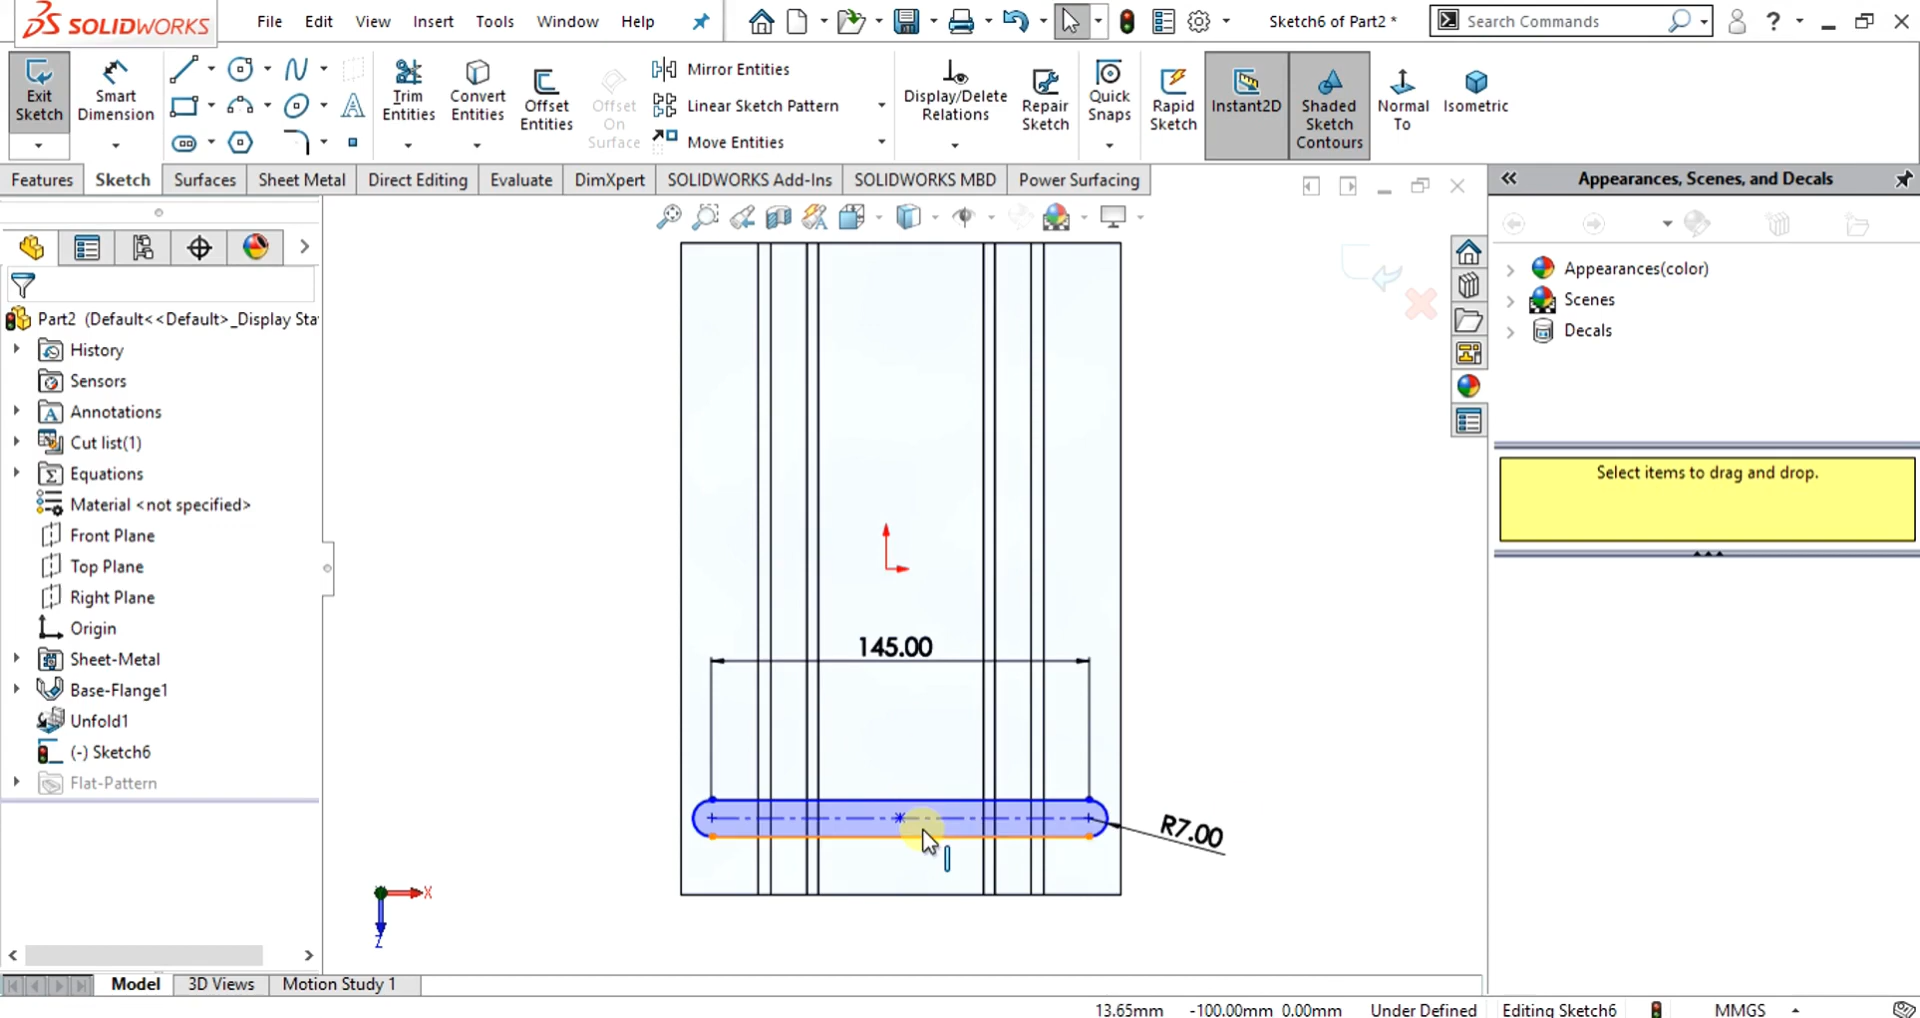 SOLIDWORKS File Edit View Insert Tools Window Help Sketch6 of Part2 * Search Commands ?
Exit Sketch
Smart Dimension
Trim Entities
Convert Entities
Offset Entities
Offset On Surface
Mirror Entities
Linear Sketch Pattern
Move Entities
Display/Delete Relations
Repair Sketch
Quick Snaps
Rapid Sketch
Instant2D
Shaded Sketch Contours
Normal To
Isometric
Features Sketch Surfaces Sheet Metal Direct Editing Evaluate DimXpert SOLIDWORKS Add-Ins SOLIDWORKS MBD Power Surfacing
Appearances, Scenes, and Decals
Part2 (Default<<Default>_Display Sta
History
Sensors
Annotations
Cut list(1)
Equations
Material <not specified>
Front Plane
Top Plane
Right Plane
Origin
Sheet-Metal
Base-Flange1
Unfold1
(-) Sketch6
Flat-Pattern
145.00
R7.00
X
Z
Appearances(color)
Scenes
Decals
Select items to drag and drop.
Model 3D Views Motion Study 1
13.65mm -100.00mm 0.00mm Under Defined Editing Sketch6 MMGS